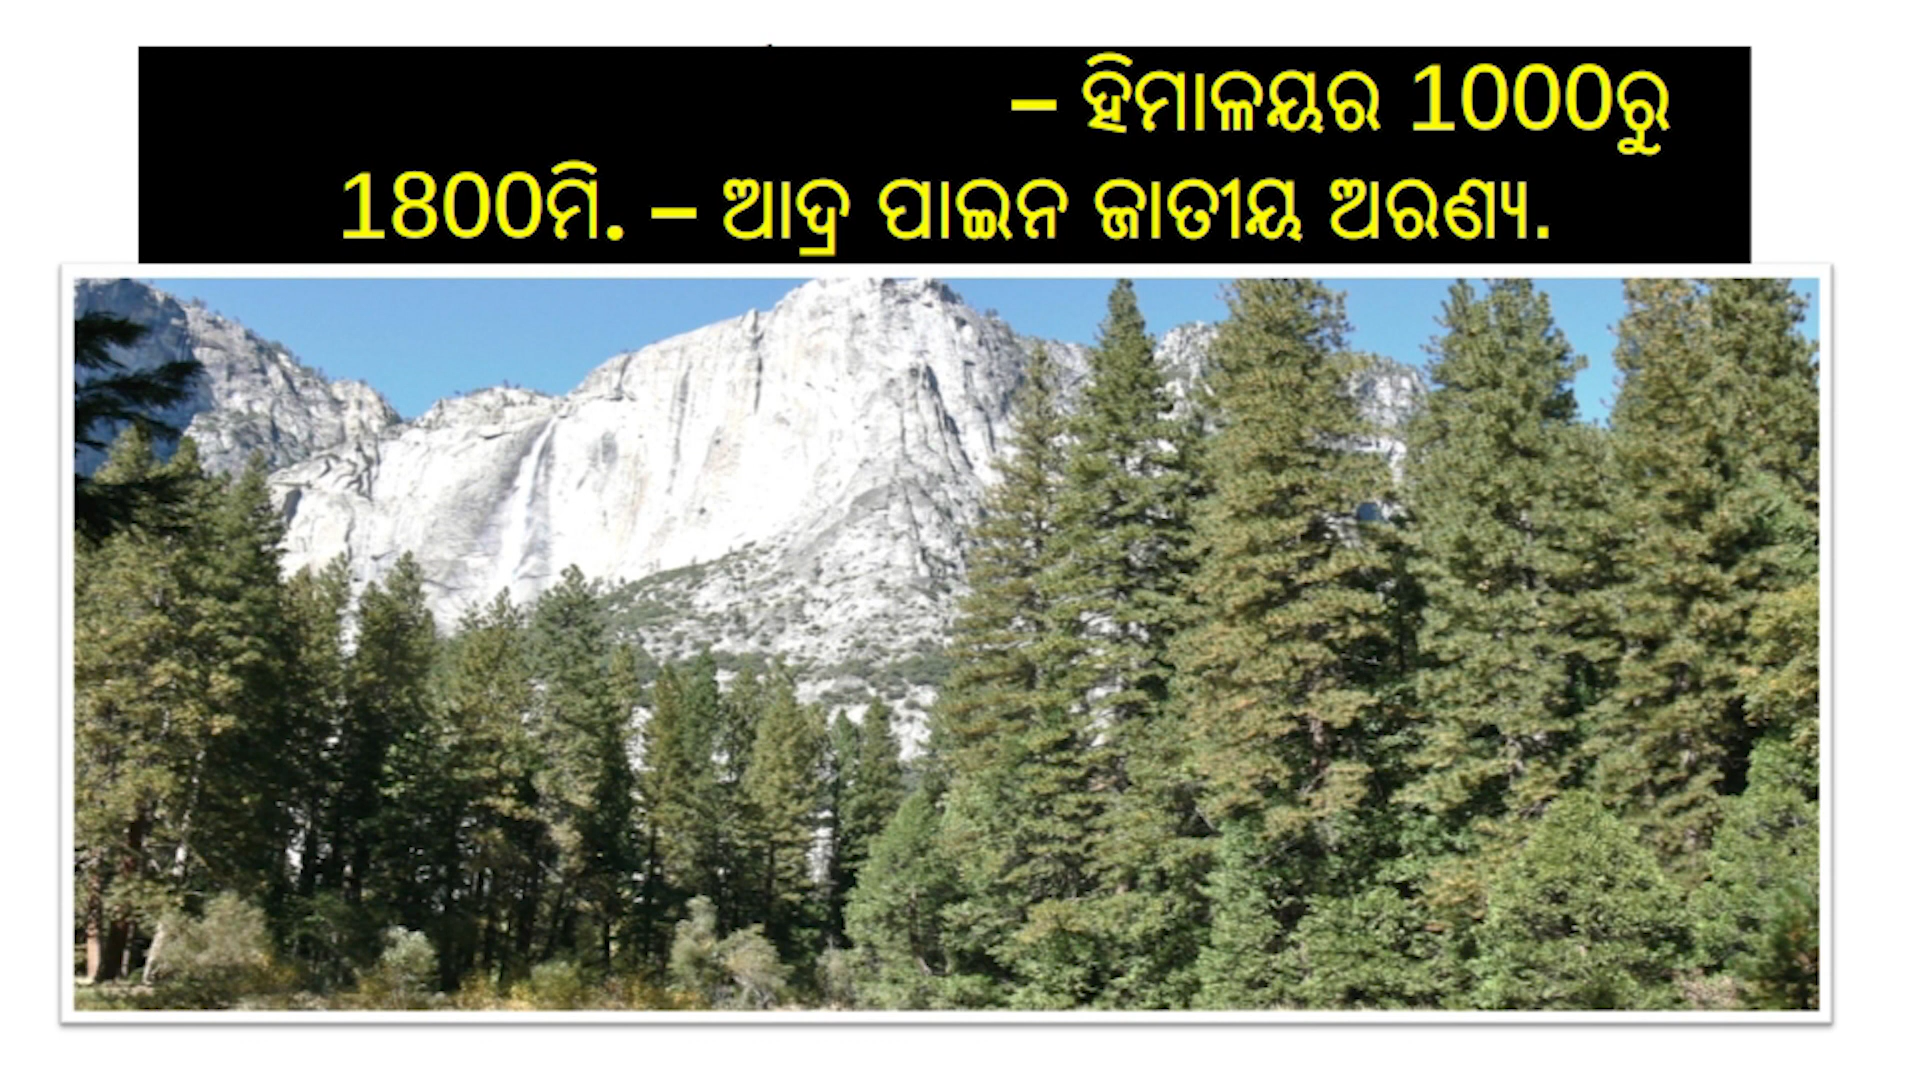 – ହିମାଳୟର 1000ରୁ
1800ମି. – ଆଦ୍ର ପାଇନ ଜାତୀୟ ଅରଣ୍ୟ.